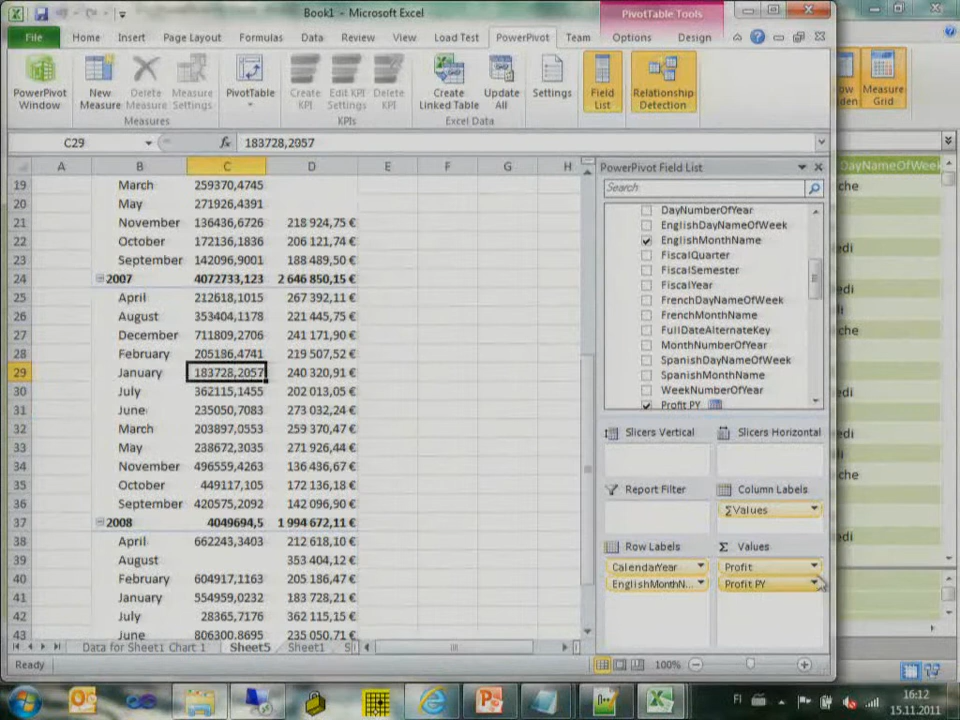 Book1 - Microsoft Excel
PivotTable Tools
File Home Insert Page Layout Formulas Data Review View Load Test PowerPivot Team Options Design
PowerPivot Window
New Measure
Delete Measure
Measure Settings
PivotTable
Create KPI
Edit KPI Settings
Delete KPI
Create Linked Table
Update All
Settings
Field List
Relationship Detection
Measure Grid
Measures
KPIs
Excel Data
C29
fx 183728,2057
A B C D E F G H
19 March 259370,4745
20 May 271926,4391
21 November 136436,6726 218 924,75 €
22 October 172136,1836 206 121,74 €
23 September 142096,9001 188 489,50 €
24 2007 4072733,123 2 646 850,15 €
25 April 212618,1015 267 392,11 €
26 August 353404,1178 221 445,75 €
27 December 711809,2706 241 171,90 €
28 February 205186,4741 219 507,52 €
29 January 183728,2057 240 320,91 €
30 July 362115,1455 202 013,05 €
31 June 235050,7083 273 032,24 €
32 March 203897,0553 259 370,47 €
33 May 238672,3035 271 926,44 €
34 November 496559,4263 136 436,67 €
35 October 449117,105 172 136,18 €
36 September 420575,2092 142 096,90 €
37 2008 4049694,5 1 994 672,11 €
38 April 662243,3403 212 618,10 €
39 August 353 404,12 €
40 February 604917,1163 205 186,47 €
41 January 554959,0232 183 728,21 €
42 July 28365,7176 362 115,15 €
43 June 806300,8695 235 050,71 €
PowerPivot Field List
Search
DayNumberOfYear
EnglishDayNameOfWeek
EnglishMonthName
FiscalQuarter
FiscalSemester
FiscalYear
FrenchDayNameOfWeek
FrenchMonthName
FullDateAlternateKey
MonthNumberOfYear
SpanishDayNameOfWeek
SpanishMonthName
WeekNumberOfYear
Profit PY
Slicers Vertical
Slicers Horizontal
Report Filter
Column Labels
Σ Values
Row Labels
Σ Values
CalendarYear
Profit
EnglishMonthN...
Profit PY
DayNameOfWeek
Data for Sheet1 Chart 1 Sheet5 Sheet1
Ready
100%
FI
16:12
15.11.2011